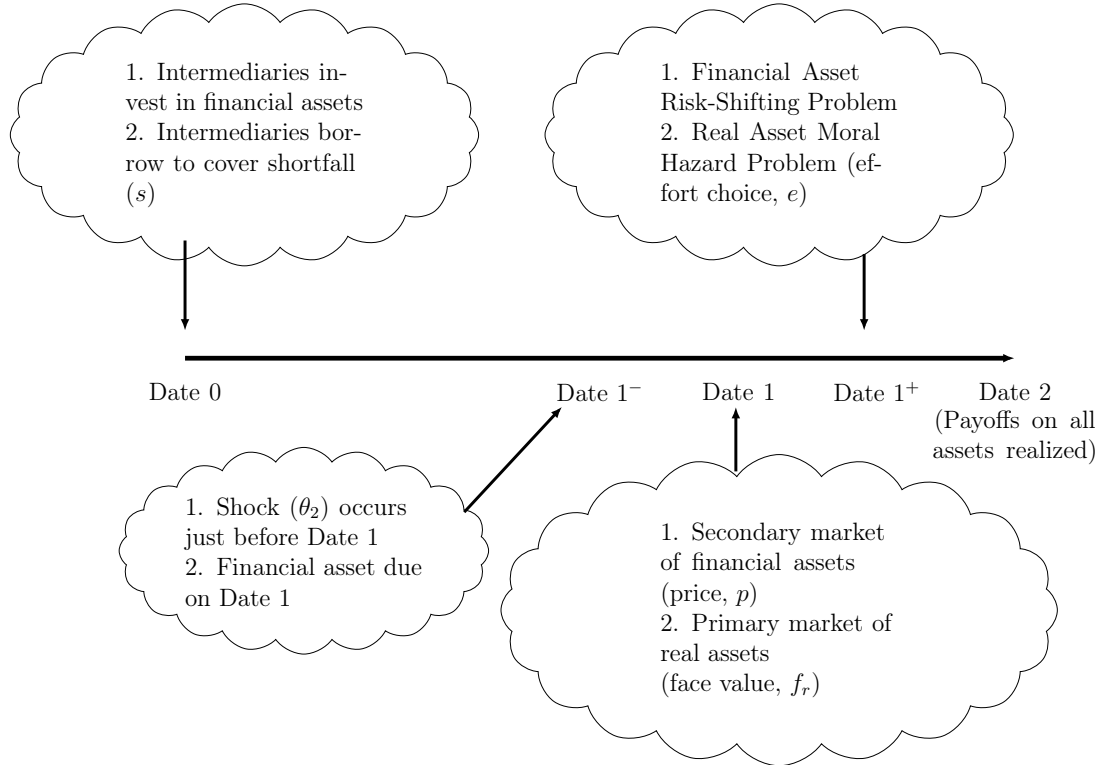 1. Intermediaries in-
vest in financial assets
2. Intermediaries bor-
row to cover shortfall
(s)
1. Financial Asset
Risk-Shifting Problem
2. Real Asset Moral
Hazard Problem (ef-
fort choice, e)
Date 0
Date 1⁻
Date 1
Date 1⁺
Date 2
(Payoffs on all
assets realized)
1. Shock (θ₂) occurs
just before Date 1
2. Financial asset due
on Date 1
1. Secondary market
of financial assets
(price, p)
2. Primary market of
real assets
(face value, fᵣ)